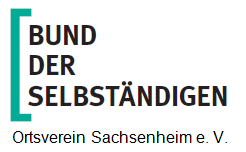 BUND
DER
SELBSTÄNDIGEN
Ortsverein Sachsenheim e. V.